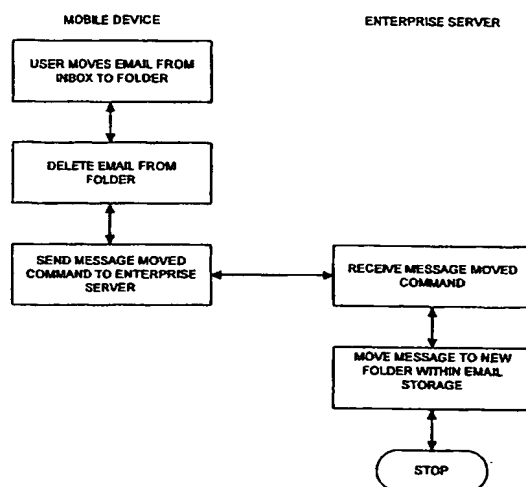 MOBILE DEVICE
ENTERPRISE SERVER
USER MOVES EMAIL FROM
INBOX TO FOLDER
DELETE EMAIL FROM
FOLDER
SEND MESSAGE MOVED
COMMAND TO ENTERPRISE
SERVER
RECEIVE MESSAGE MOVED
COMMAND
MOVE MESSAGE TO NEW
FOLDER WITHIN EMAIL
STORAGE
STOP